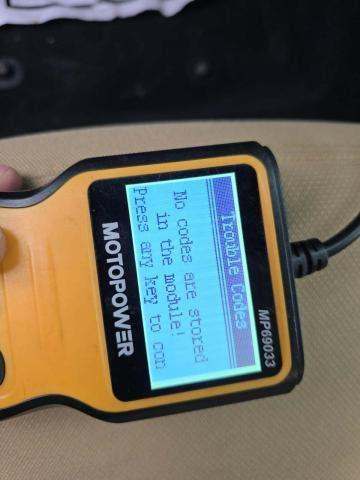 MP69033
Trouble Codes
No codes are stored
in the module!
Press any key to con
MOTOPOWER